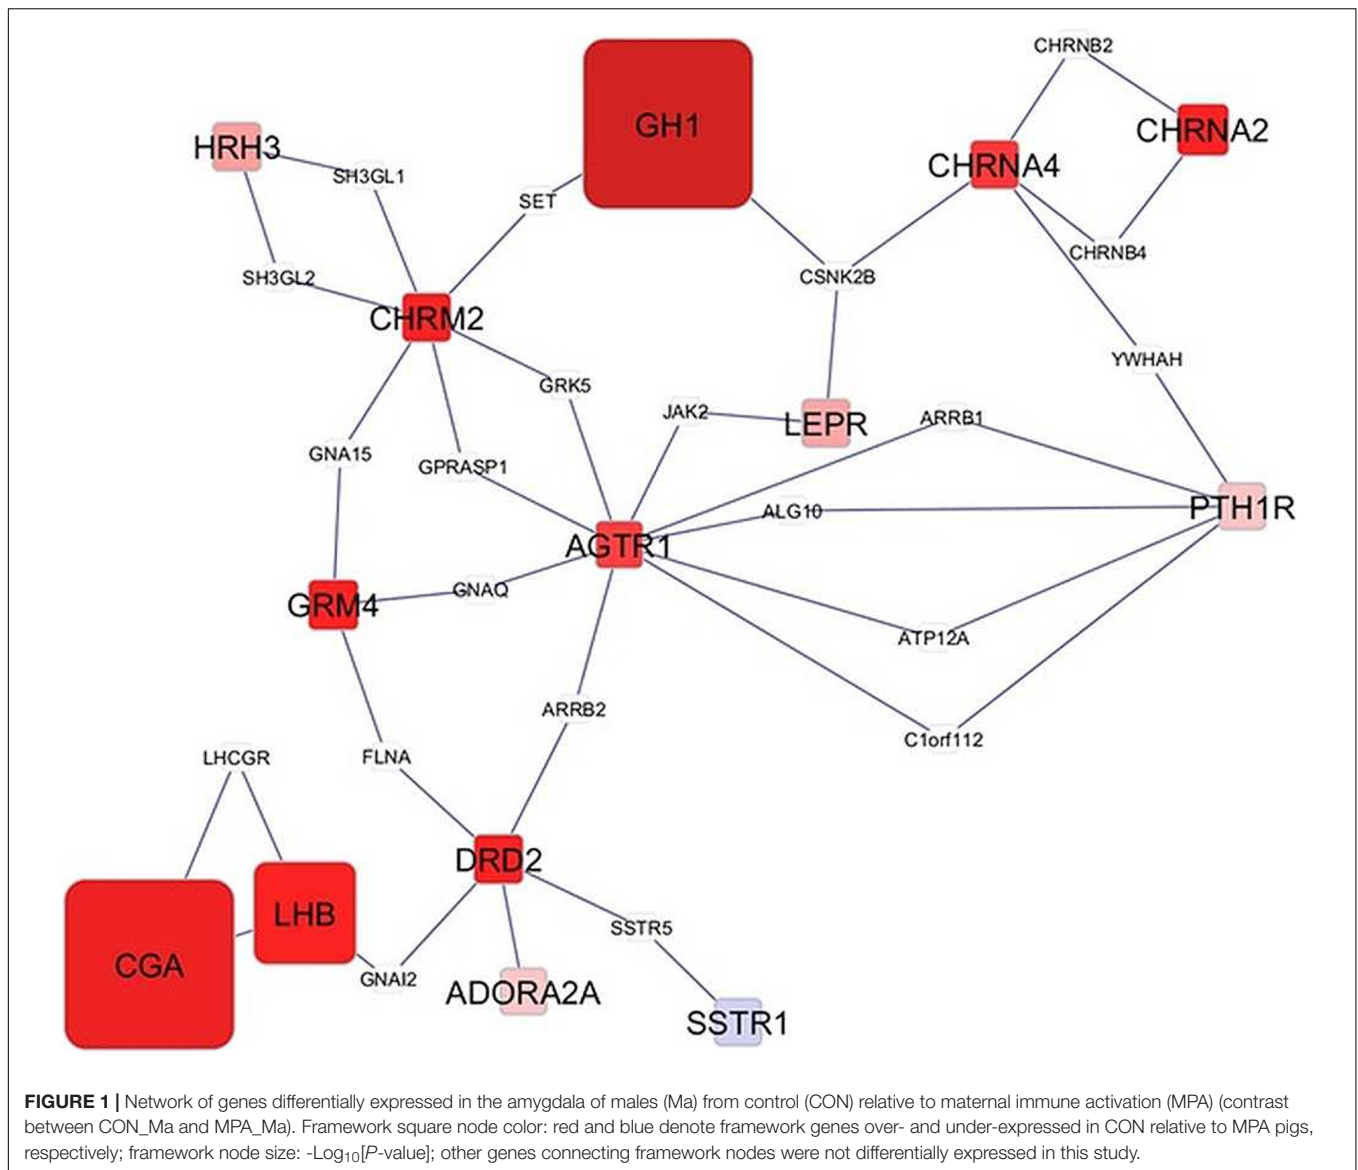 CHRNB2
GH1
CHRNA2
HRH3
CHRNA4
SH3GL1
SET
CHRNB4
SH3GL2
CSNK2B
CHRM2
YWHAH
GRK5
JAK2
LEPR
ARRB1
GNA15
GPRASP1
ALG10
PTH1R
AGTR1
GNAQ
GRM4
ATP12A
ARRB2
C1orf112
LHCGR
FLNA
DRD2
LHB
SSTR5
CGA
GNAI2
ADORA2A
SSTR1
FIGURE 1 | Network of genes differentially expressed in the amygdala of males (Ma) from control (CON) relative to maternal immune activation (MPA) (contrast
between CON_Ma and MPA_Ma). Framework square node color: red and blue denote framework genes over- and under-expressed in CON relative to MPA pigs,
respectively; framework node size: -Log10[P-value]; other genes connecting framework nodes were not differentially expressed in this study.